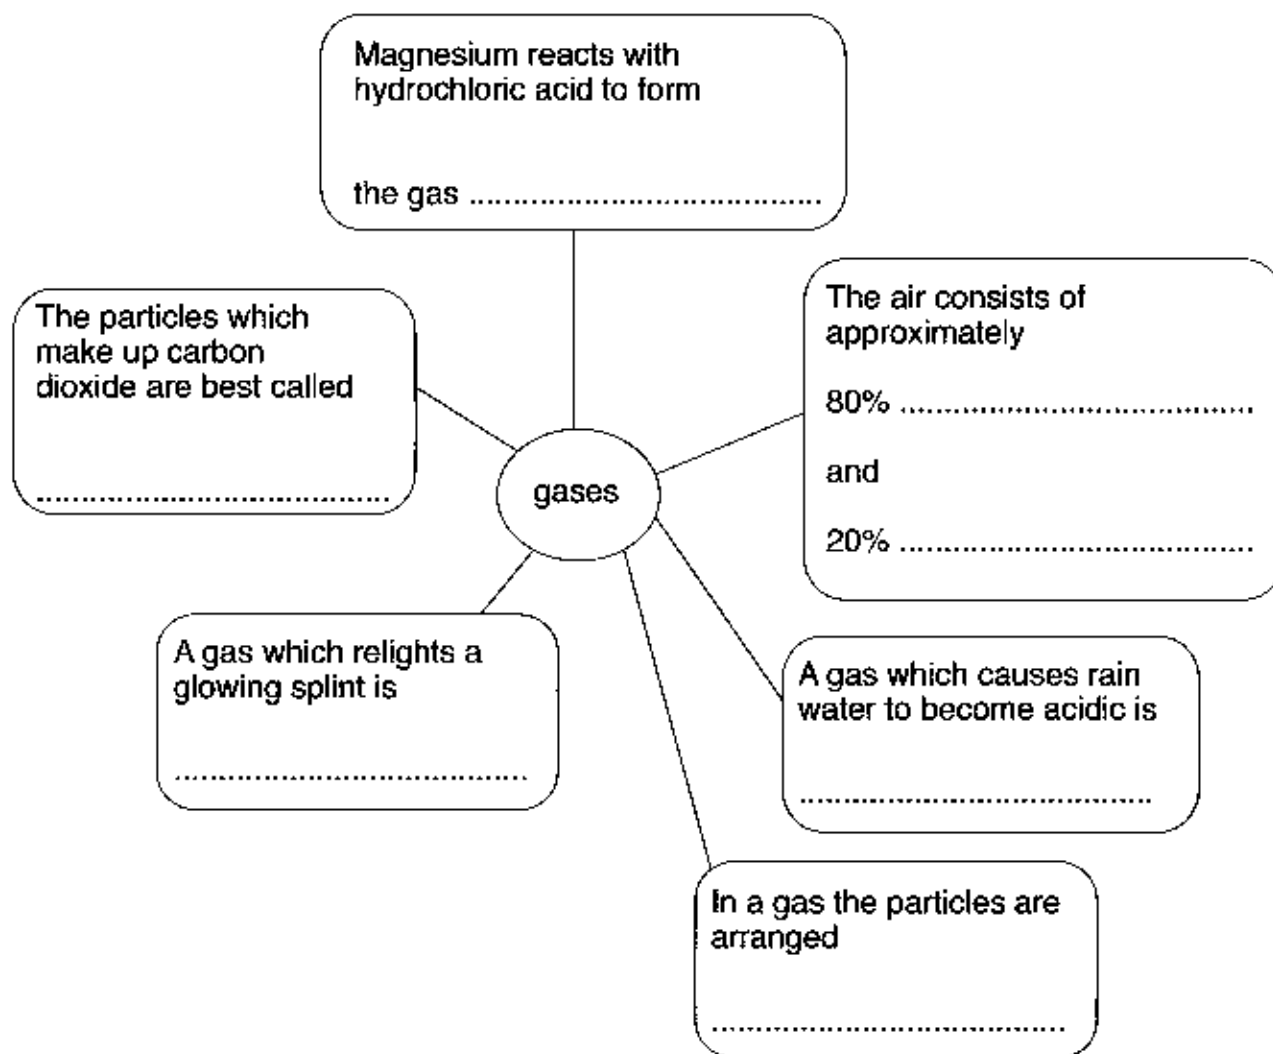 Magnesium reacts with
hydrochloric acid to form
the gas ........................................
The particles which
make up carbon
dioxide are best called
........................................
The air consists of
approximately
80% ........................................
and
20% ........................................
gases
A gas which relights a
glowing splint is
........................................
A gas which causes rain
water to become acidic is
........................................
In a gas the particles are
arranged
........................................